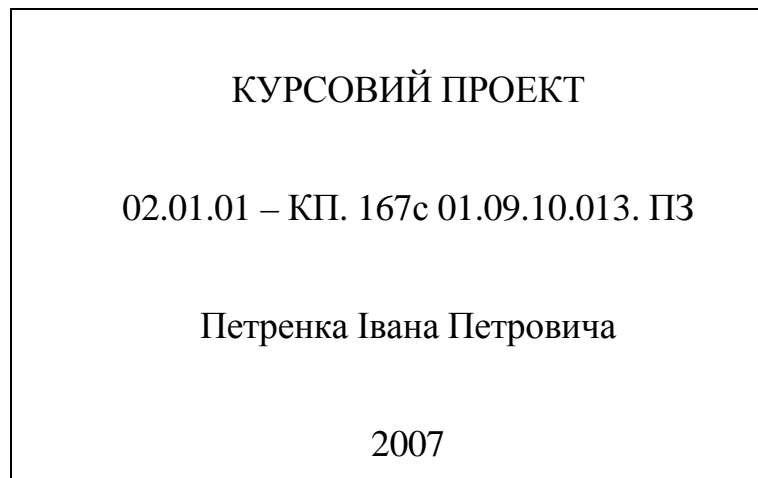 КУРСОВИЙ ПРОЕКТ
02.01.01 – КП. 167с 01.09.10.013. ПЗ
Петренка Івана Петровича
2007